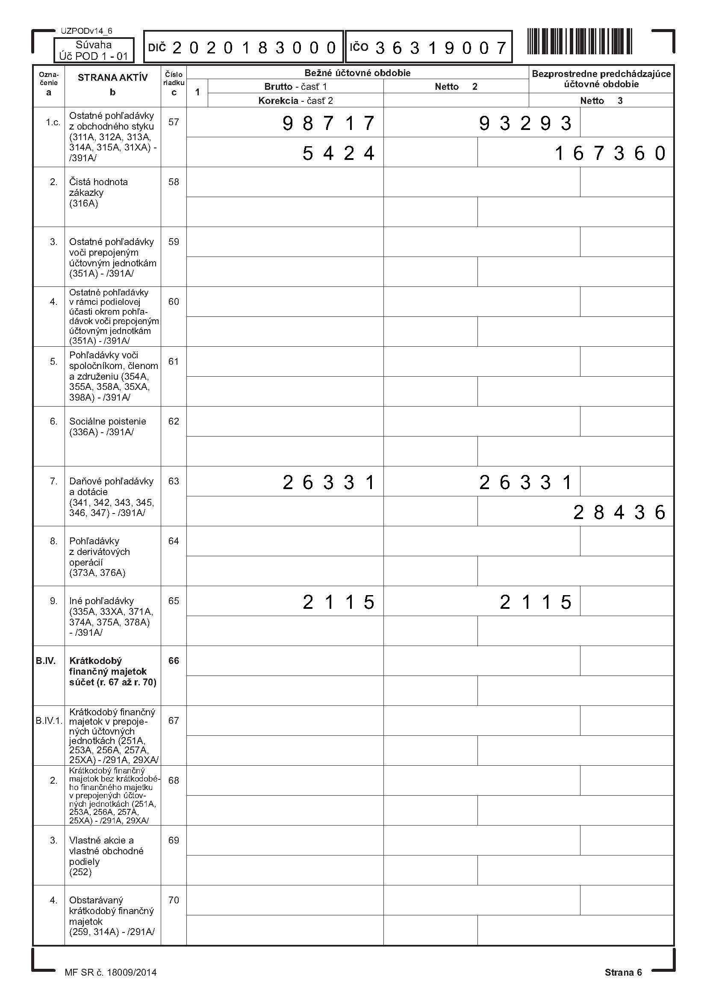 UZPODv14_6
Súvaha
Úč POD 1 - 01
DIČ 2020183000
IČO 36319007
Ozna-
čenie
a
STRANA AKTÍV
b
Číslo
riadku
c
Bežné účtovné obdobie
1
Brutto - časť 1
Korekcia - časť 2
Netto 2
Bezprostredne predchádzajúce
účtovné obdobie
Netto 3
1.c.
Ostatné pohľadávky
z obchodného styku
(311A, 312A, 313A,
314A, 315A, 31XA) -
/391A/
57
98717
93293
5424
167360
2.
Čistá hodnota
zákazky
(316A)
58
3.
Ostatné pohľadávky
voči prepojeným
účtovným jednotkám
(351A) - /391A/
59
4.
Ostatné pohľadávky
v rámci podielovej
účasti okrem pohľa-
dávok voči prepojeným
účtovným jednotkám
(351A) - /391A/
60
5.
Pohľadávky voči
spoločníkom, členom
a združeniu (354A,
355A, 358A, 35XA,
398A) - /391A/
61
6.
Sociálne poistenie
(336A) - /391A/
62
7.
Daňové pohľadávky
a dotácie
(341, 342, 343, 345,
346, 347) - /391A/
63
26331
26331
28436
8.
Pohľadávky
z derivátových
operácií
(373A, 376A)
64
9.
Iné pohľadávky
(335A, 33XA, 371A,
374A, 375A, 378A)
- /391A/
65
2115
2115
B.IV.
Krátkodobý
finančný majetok
súčet (r. 67 až r. 70)
66
B.IV.1.
Krátkodobý finančný
majetok v prepoje-
ných účtovných
jednotkách (251A,
253A, 256A, 257A,
25XA) - /291A, 29XA/
67
2.
Krátkodobý finančný
majetok bez krátkodobé-
ho finančného majetku
v prepojených účtov-
ných jednotkách (251A,
253A, 256A, 257A,
25XA) - /291A, 29XA/
68
3.
Vlastné akcie a
vlastné obchodné
podiely
(252)
69
4.
Obstarávaný
krátkodobý finančný
majetok
(259, 314A) - /291A/
70
MF SR č. 18009/2014
Strana 6